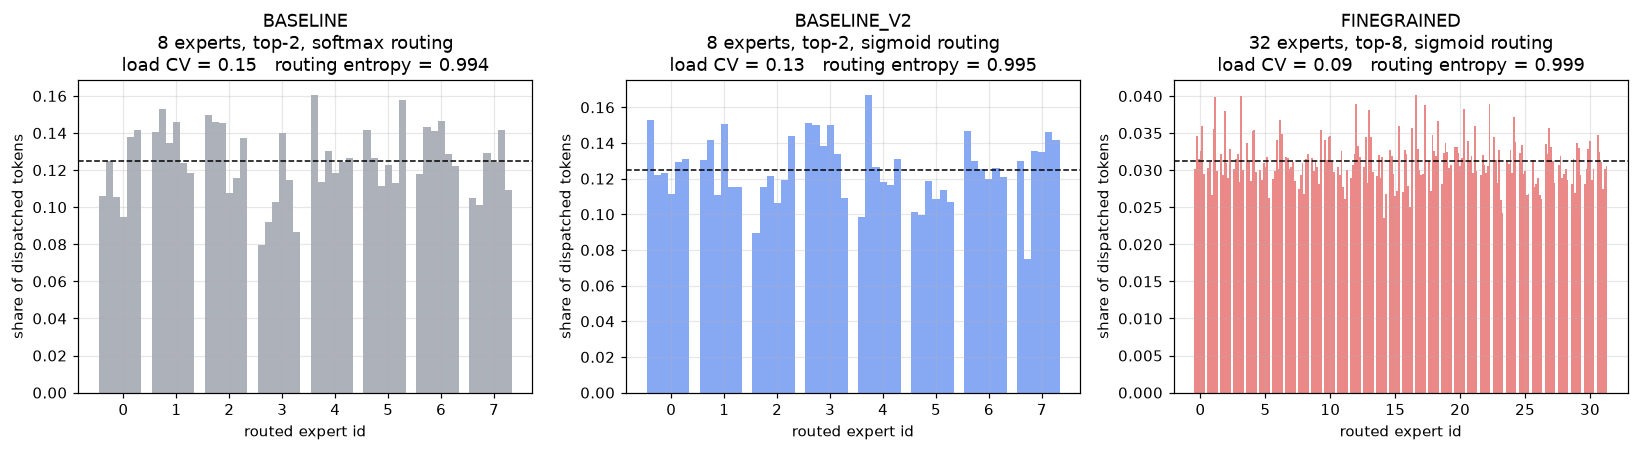 BASELINE
8 experts, top-2, softmax routing
load CV = 0.15   routing entropy = 0.994
share of dispatched tokens
0.16
0.14
0.12
0.10
0.08
0.06
0.04
0.02
0.00
0 1 2 3 4 5 6 7
routed expert id
BASELINE_V2
8 experts, top-2, sigmoid routing
load CV = 0.13   routing entropy = 0.995
share of dispatched tokens
0.16
0.14
0.12
0.10
0.08
0.06
0.04
0.02
0.00
0 1 2 3 4 5 6 7
routed expert id
FINEGRAINED
32 experts, top-8, sigmoid routing
load CV = 0.09   routing entropy = 0.999
share of dispatched tokens
0.040
0.035
0.030
0.025
0.020
0.015
0.010
0.005
0.000
0 5 10 15 20 25 30
routed expert id